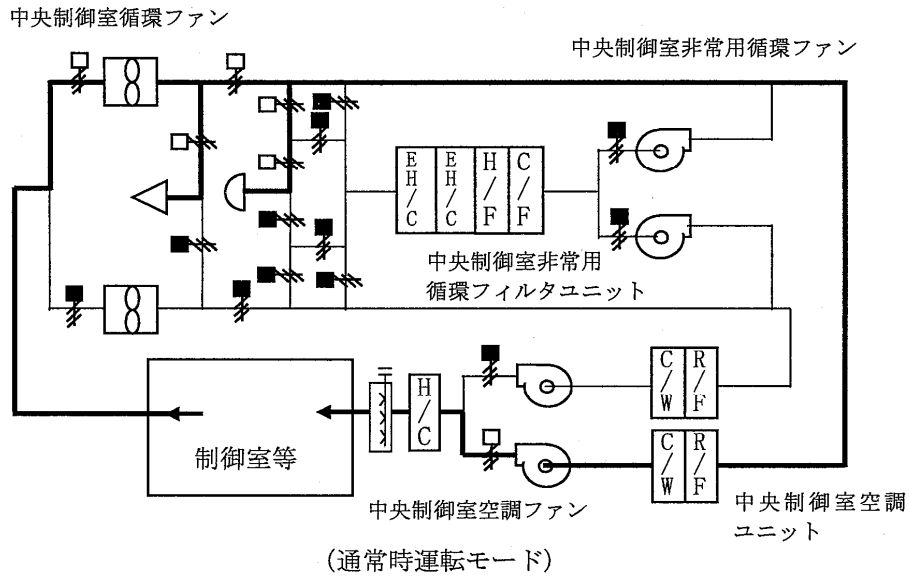 中央制御室循環ファン
中央制御室非常用循環ファン
EH/C
EH/C
H/F
C/F
中央制御室非常用
循環フィルタユニット
C/W
R/F
H/C
制御室等
C/W
R/F
中央制御室空調ファン
中央制御室空調
ユニット
(通常時運転モード)